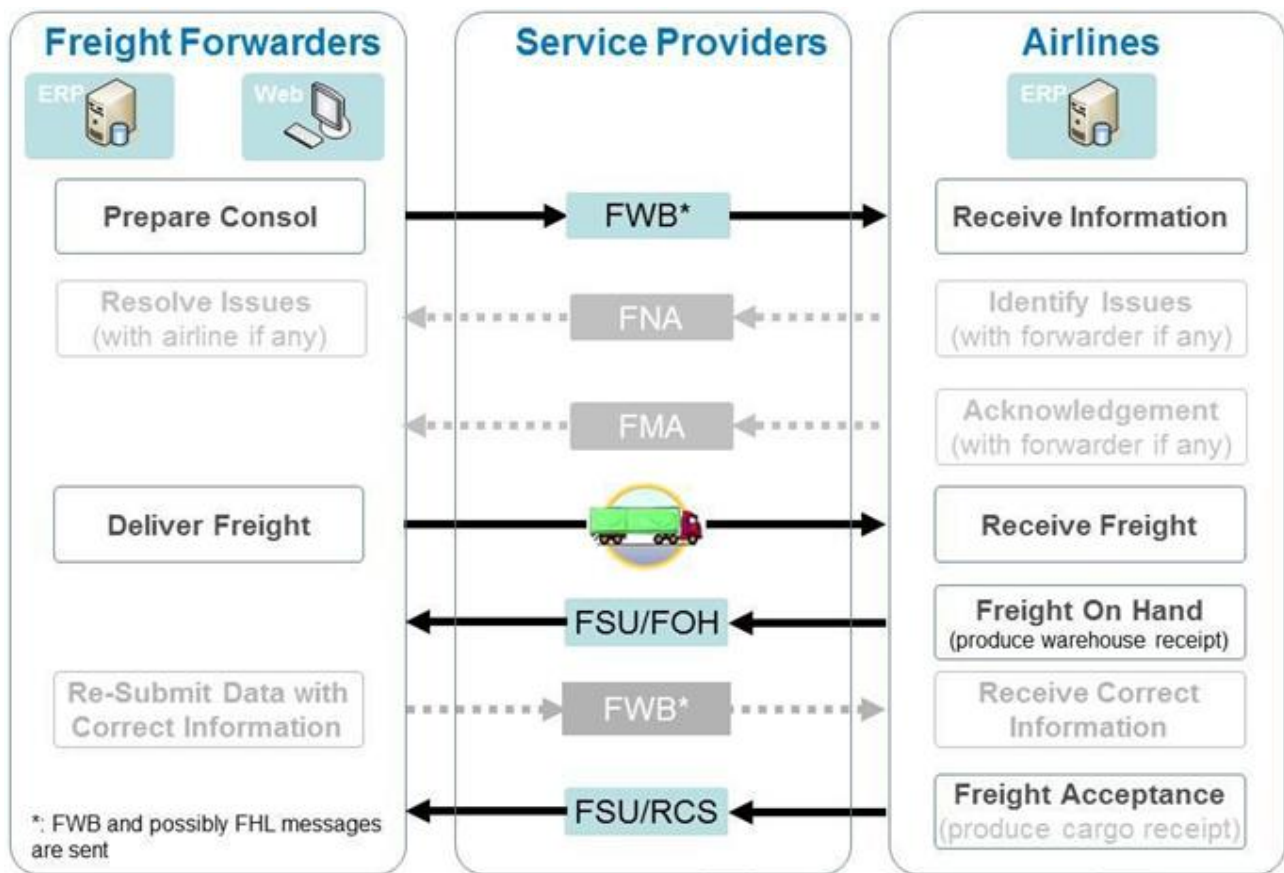 Freight Forwarders
Service Providers
Airlines
ERP
Web
ERP
Prepare Consol
FWB*
Receive Information
Resolve Issues
(with airline if any)
FNA
Identify Issues
(with forwarder if any)
FMA
Acknowledgement
(with forwarder if any)
Deliver Freight
Receive Freight
FSU/FOH
Freight On Hand
(produce warehouse receipt)
Re-Submit Data with
Correct Information
FWB*
Receive Correct
Information
FSU/RCS
Freight Acceptance
(produce cargo receipt)
*: FWB and possibly FHL messages
are sent